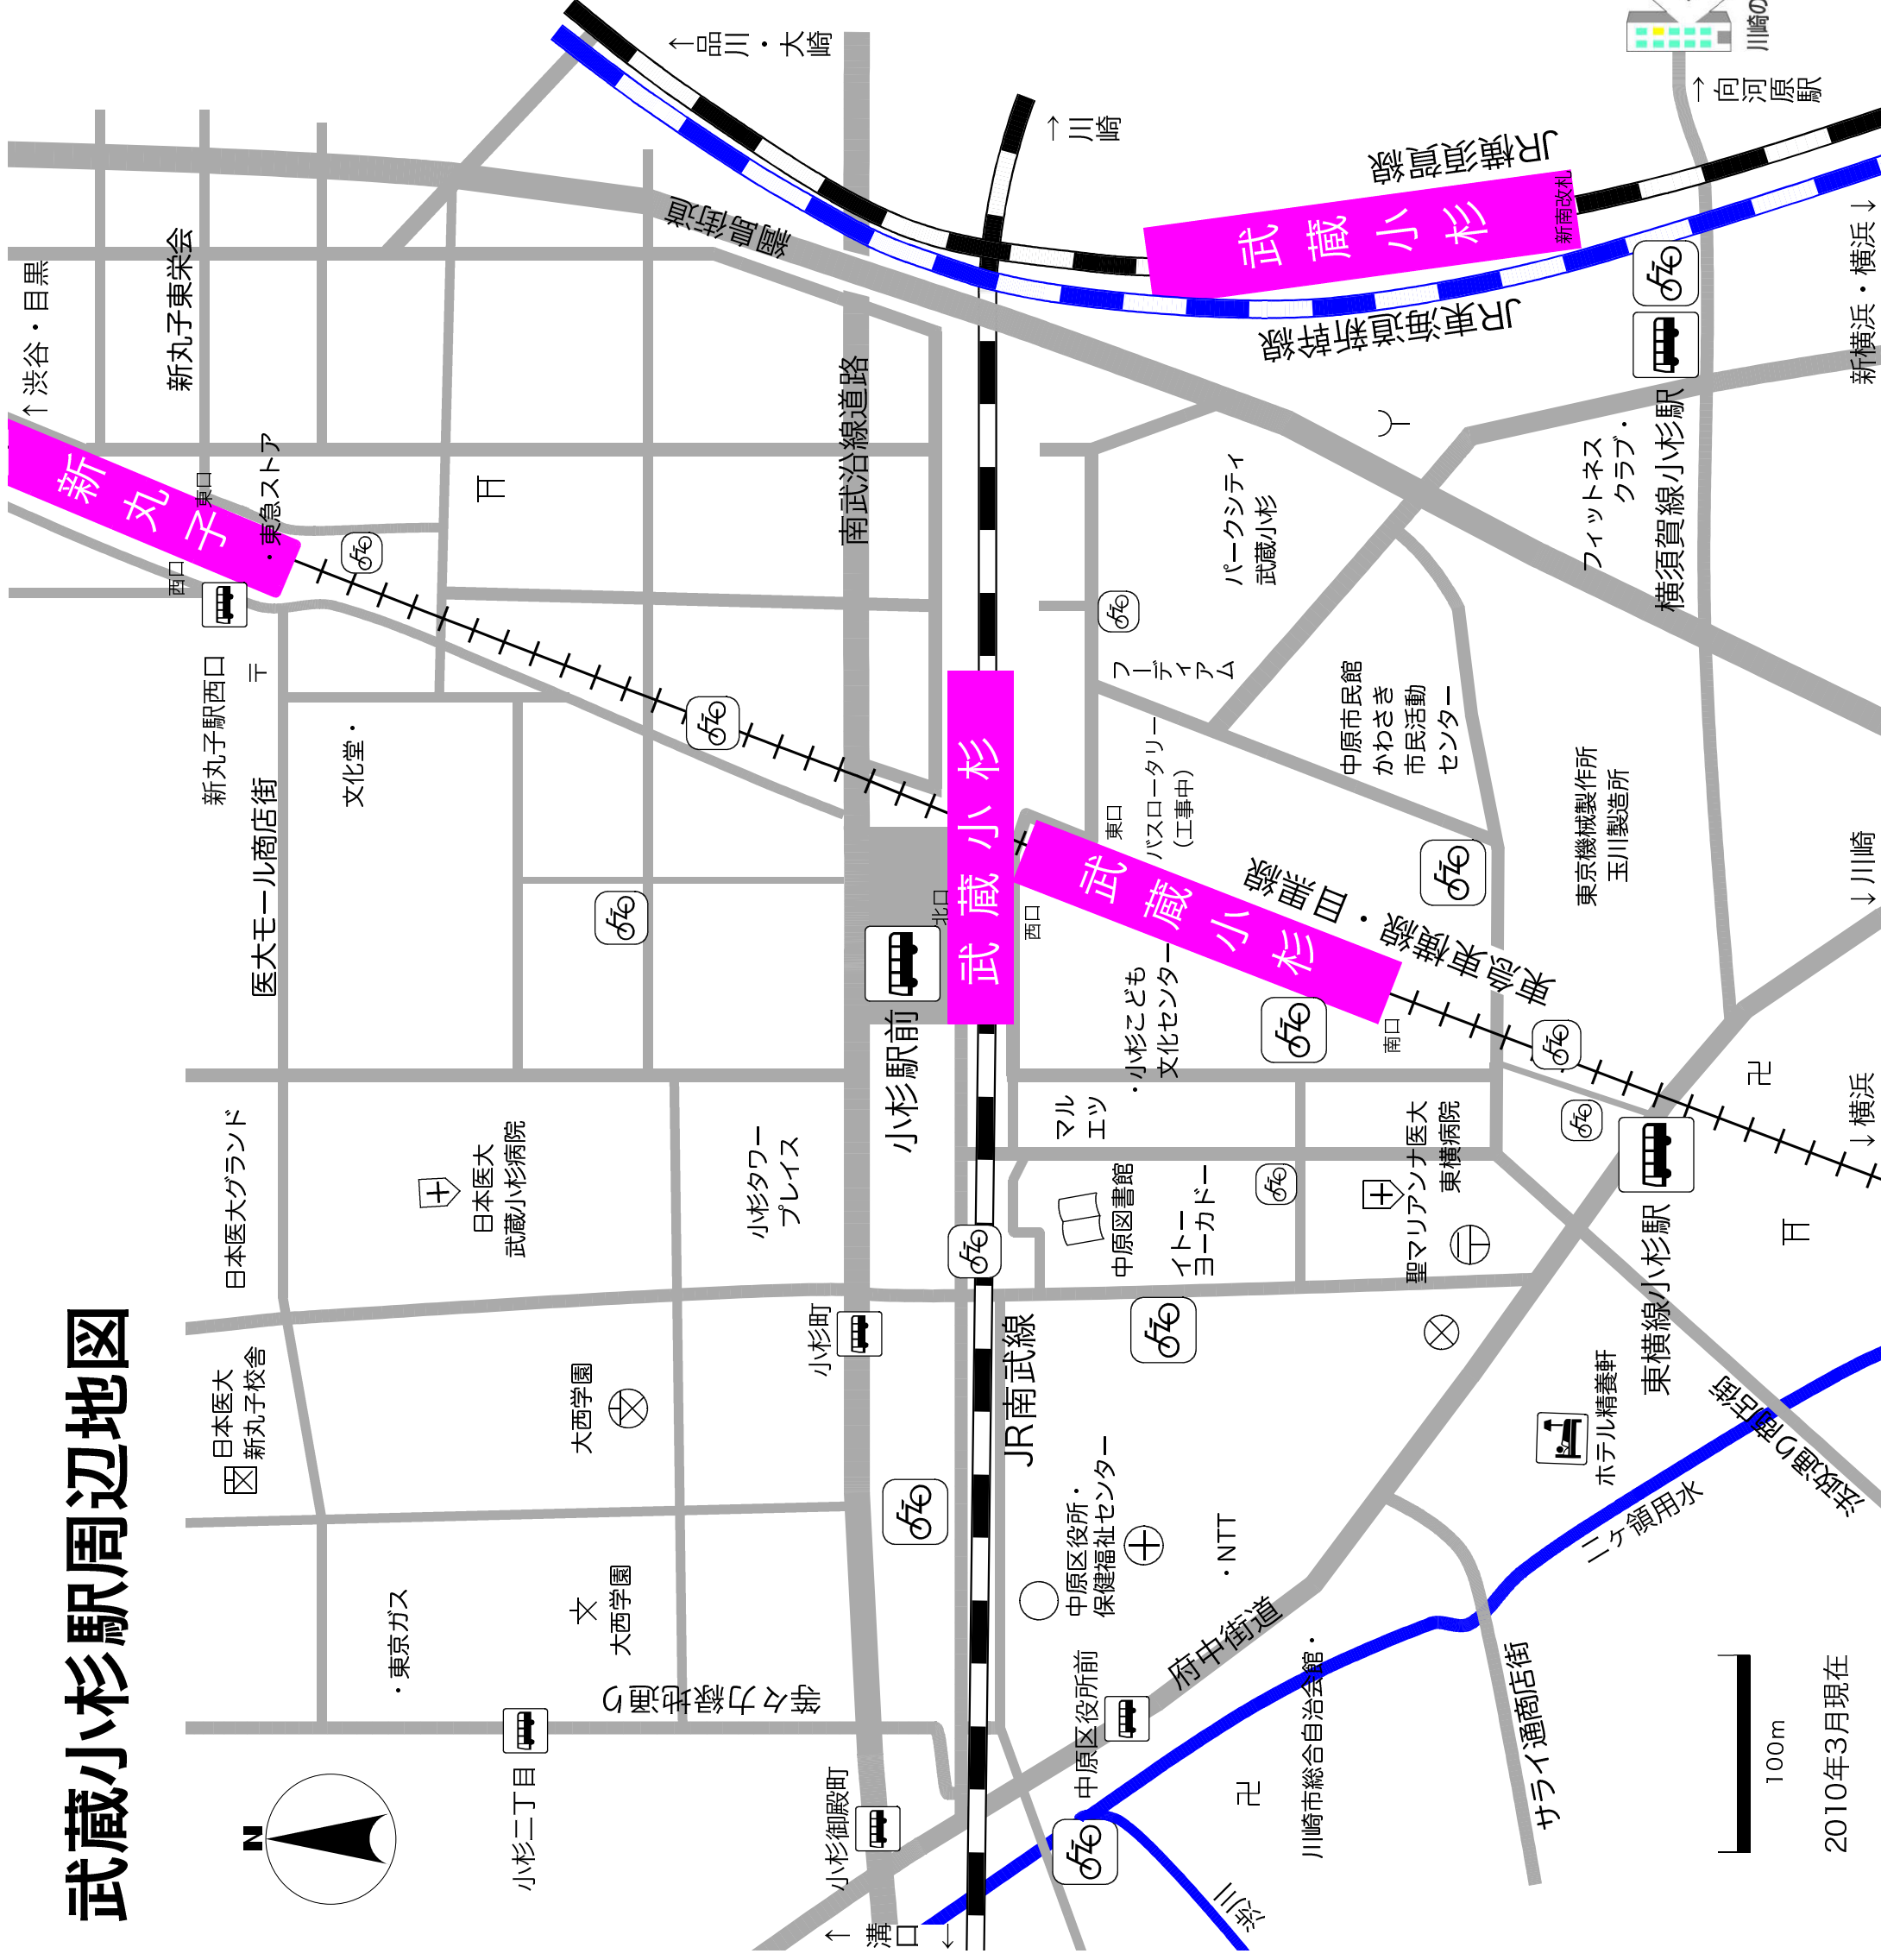 武蔵小杉駅周辺地図
N
日本医大
新丸子校舎
日本医大グランド
医大モール商店街
新丸子駅西口
西口
東口
新丸子
・東急ストア
新丸子東栄会
↑渋谷・目黒
文化堂・
・東京ガス
小杉二丁目
大西学園
大西学園
日本医大
武蔵小杉病院
小杉タワー
プレイス
等々力緑地通り
小杉御殿町
小杉町
小杉駅前
北口
南武沿線道路
綱島街道
↑品川・大崎
→川崎
↑
溝
口
←
JR南武線
武蔵小杉
西口
東口
武蔵小杉
南口
バスロータリー
（工事中）
フーディアム
パークシティ
武蔵小杉
JR東海道新幹線
JR横須賀線
武蔵小杉
新南改札
→向河原駅
川崎の
マル
エツ
・小杉こども
文化センター
中原図書館
イトー
ヨーカドー
聖マリアンナ医大
東横病院
東急東横線・目黒線
中原市民館
かわさき
市民活動
センター
フィットネス
クラブ・
横須賀線小杉駅
新横浜・横浜↓
東京機械製作所
玉川製造所
↓川崎
↓横浜
中原区役所・
保健福祉センター
・NTT
中原区役所前
府中街道
東横線小杉駅
ホテル精養軒
法政通り商店街
二ヶ領用水
川崎市総合自治会館・
サライ通商店街
渋川
100m
2010年3月現在